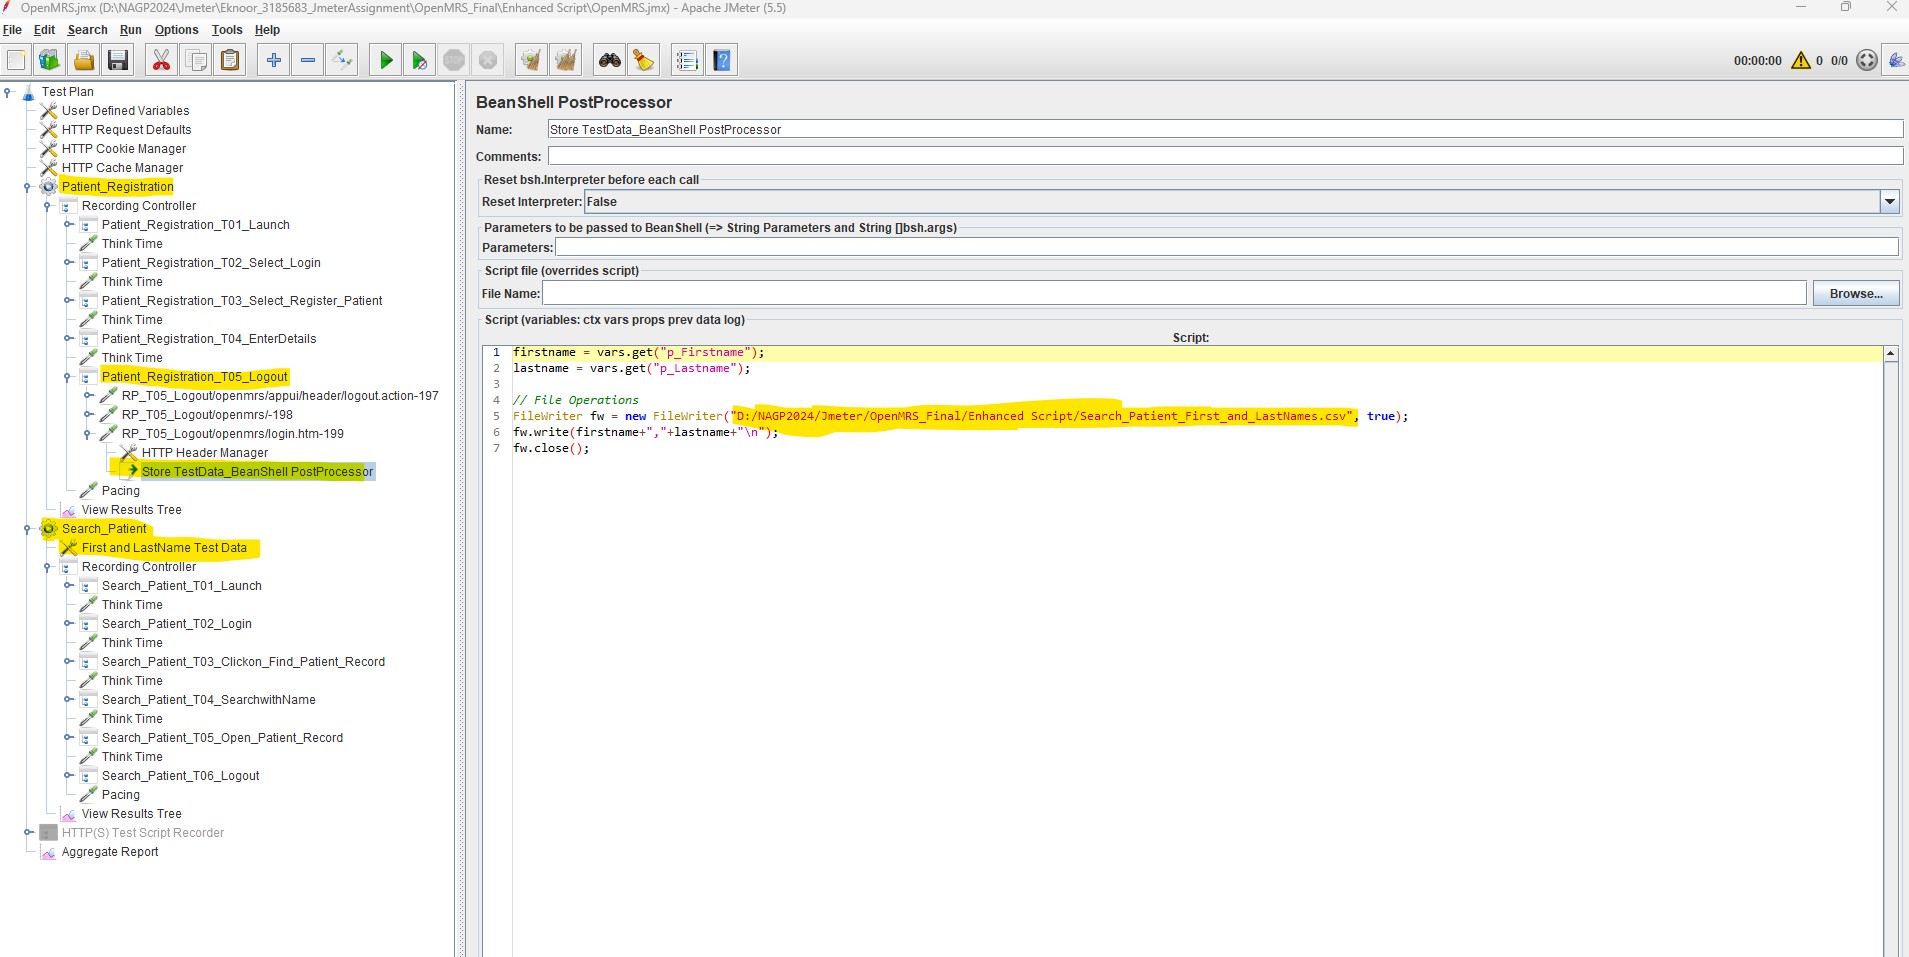 OpenMRS.jmx (D:\NAGP2024\Jmeter\Eknoor_3185683_JmeterAssignment\OpenMRS_Final\Enhanced Script\OpenMRS.jmx) - Apache JMeter (5.5)
File Edit Search Run Options Tools Help
00:00:00 0 0/0
Test Plan
User Defined Variables
HTTP Request Defaults
HTTP Cookie Manager
HTTP Cache Manager
Patient_Registration
Recording Controller
Patient_Registration_T01_Launch
Think Time
Patient_Registration_T02_Select_Login
Think Time
Patient_Registration_T03_Select_Register_Patient
Think Time
Patient_Registration_T04_EnterDetails
Think Time
Patient_Registration_T05_Logout
RP_T05_Logout/openmrs/appui/header/logout.action-197
RP_T05_Logout/openmrs/-198
RP_T05_Logout/openmrs/login.htm-199
HTTP Header Manager
Store TestData_BeanShell PostProcessor
Pacing
View Results Tree
Search_Patient
First and LastName Test Data
Recording Controller
Search_Patient_T01_Launch
Think Time
Search_Patient_T02_Login
Think Time
Search_Patient_T03_Clickon_Find_Patient_Record
Think Time
Search_Patient_T04_SearchwithName
Think Time
Search_Patient_T05_Open_Patient_Record
Think Time
Search_Patient_T06_Logout
Pacing
View Results Tree
HTTP(S) Test Script Recorder
Aggregate Report
BeanShell PostProcessor
Name: Store TestData_BeanShell PostProcessor
Comments:
Reset bsh.Interpreter before each call
Reset Interpreter: False
Parameters to be passed to BeanShell (=> String Parameters and String []bsh.args)
Parameters:
Script file (overrides script)
File Name: Browse...
Script (variables: ctx vars props prev data log)
Script:
1 firstname = vars.get("p_Firstname");
2 lastname = vars.get("p_Lastname");
3
4 // File Operations
5 FileWriter fw = new FileWriter("D:/NAGP2024/Jmeter/OpenMRS_Final/Enhanced Script/Search_Patient_First_and_LastNames.csv", true);
6 fw.write(firstname+","+lastname+"\n");
7 fw.close();